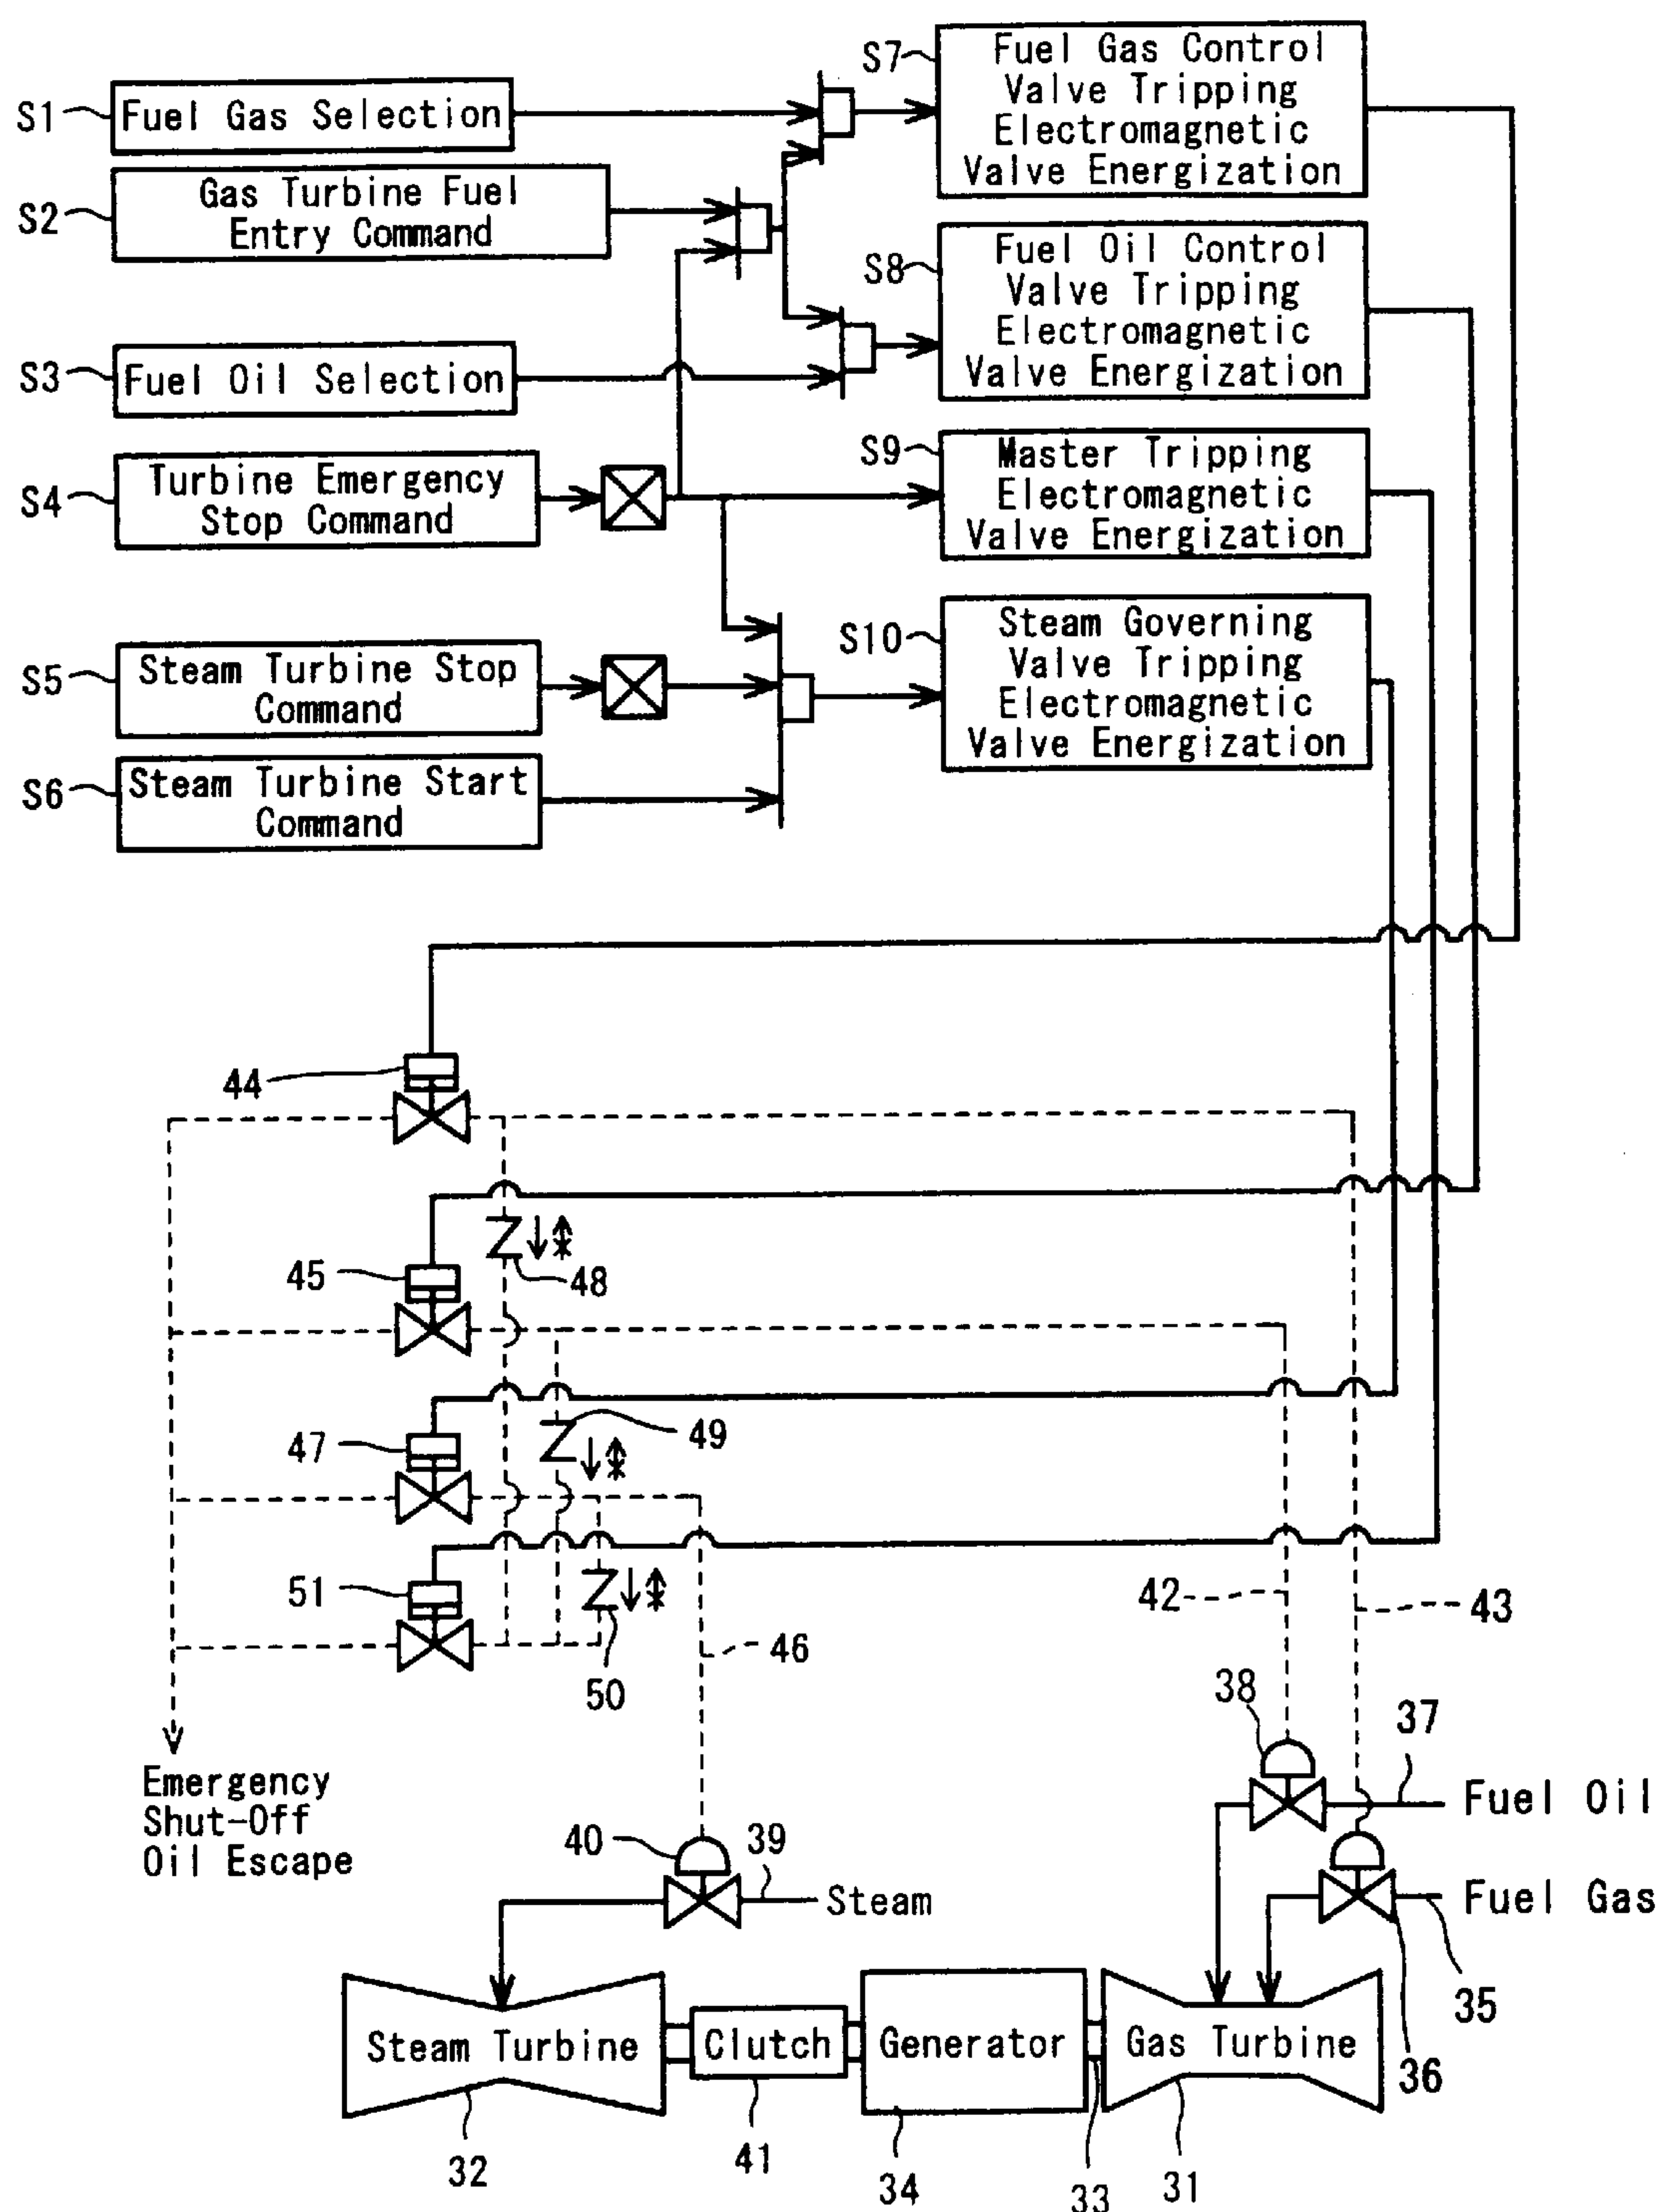 S1
Fuel Gas Selection
S2
Gas Turbine Fuel
Entry Command
S3
Fuel Oil Selection
S4
Turbine Emergency
Stop Command
S5
Steam Turbine Stop
Command
S6
Steam Turbine Start
Command
S7
Fuel Gas Control
Valve Tripping
Electromagnetic
Valve Energization
S8
Fuel Oil Control
Valve Tripping
Electromagnetic
Valve Energization
S9
Master Tripping
Electromagnetic
Valve Energization
S10
Steam Governing
Valve Tripping
Electromagnetic
Valve Energization
44
45
48
47
49
51
50
46
42
43
38
37
Fuel Oil
Emergency
Shut-Off
Oil Escape
40
39
Steam
Fuel Gas
35
36
Steam Turbine
Clutch
Generator
Gas Turbine
32
41
34
33
31